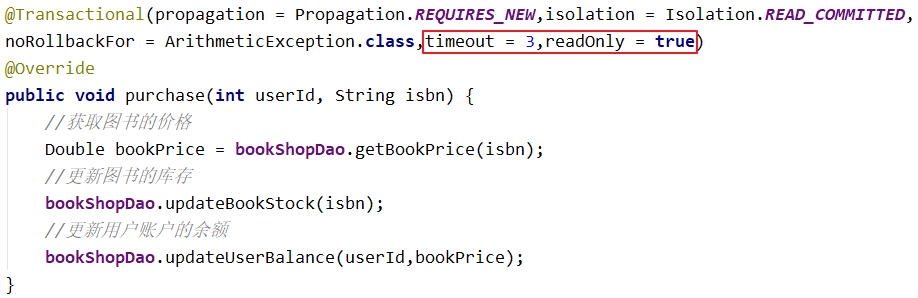 @Transactional(propagation = Propagation.REQUIRES_NEW,isolation = Isolation.READ_COMMITTED,
noRollbackFor = ArithmeticException.class,timeout = 3,readOnly = true)
@Override
public void purchase(int userId, String isbn) {
    //获取图书的价格
    Double bookPrice = bookShopDao.getBookPrice(isbn);
    //更新图书的库存
    bookShopDao.updateBookStock(isbn);
    //更新用户账户的余额
    bookShopDao.updateUserBalance(userId,bookPrice);
}